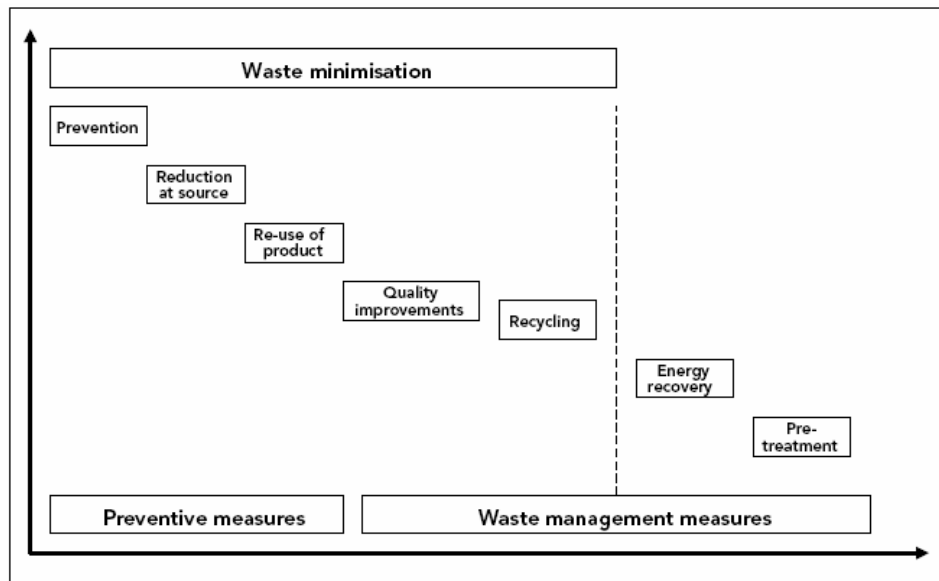 Waste minimisation
Prevention
Reduction
at source
Re-use of
product
Quality
improvements
Recycling
Energy
recovery
Pre-
treatment
Preventive measures
Waste management measures